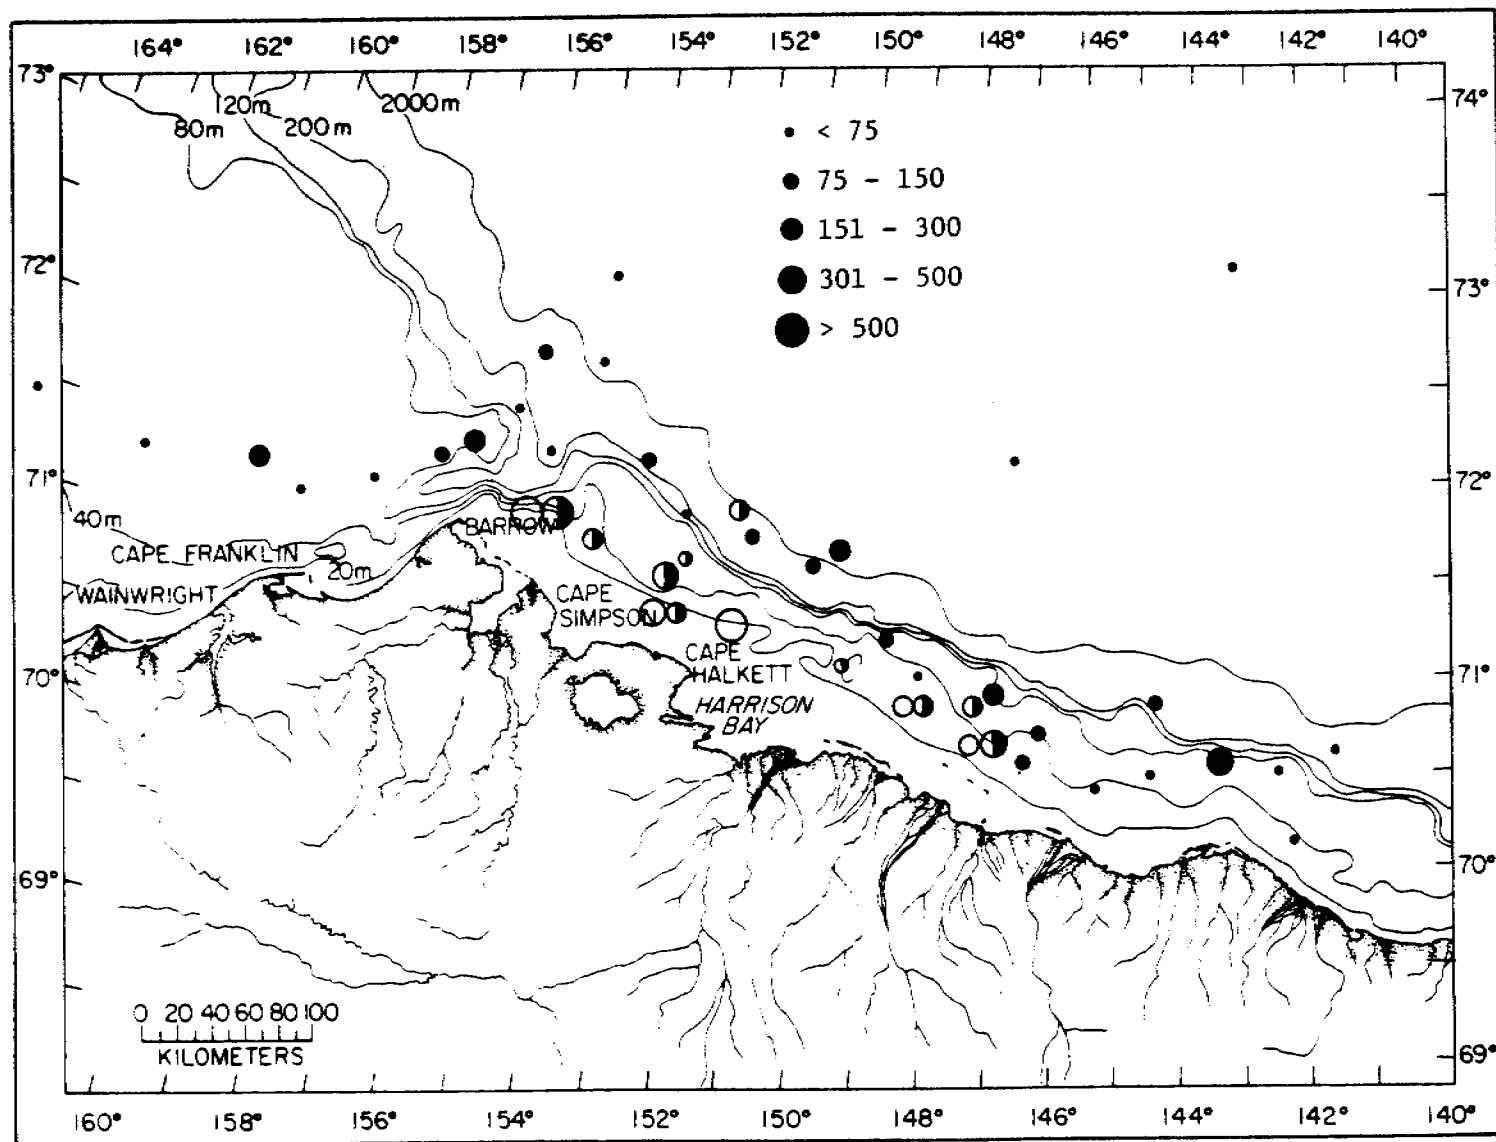 164° 162° 160° 158° 156° 154° 152° 150° 148° 146° 144° 142° 140°
73°
74°
120m
2000m
80m
200m
< 75
75 - 150
151 - 300
301 - 500
> 500
72°
73°
71°
72°
40m
BARROW
CAPE FRANKLIN
20m
WAINWRIGHT
CAPE
SIMPSON
CAPE
HALKETT
70°
71°
HARRISON
BAY
69°
70°
0 20 40 60 80 100
KILOMETERS
69°
160° 158° 156° 154° 152° 150° 148° 146° 144° 142° 140°